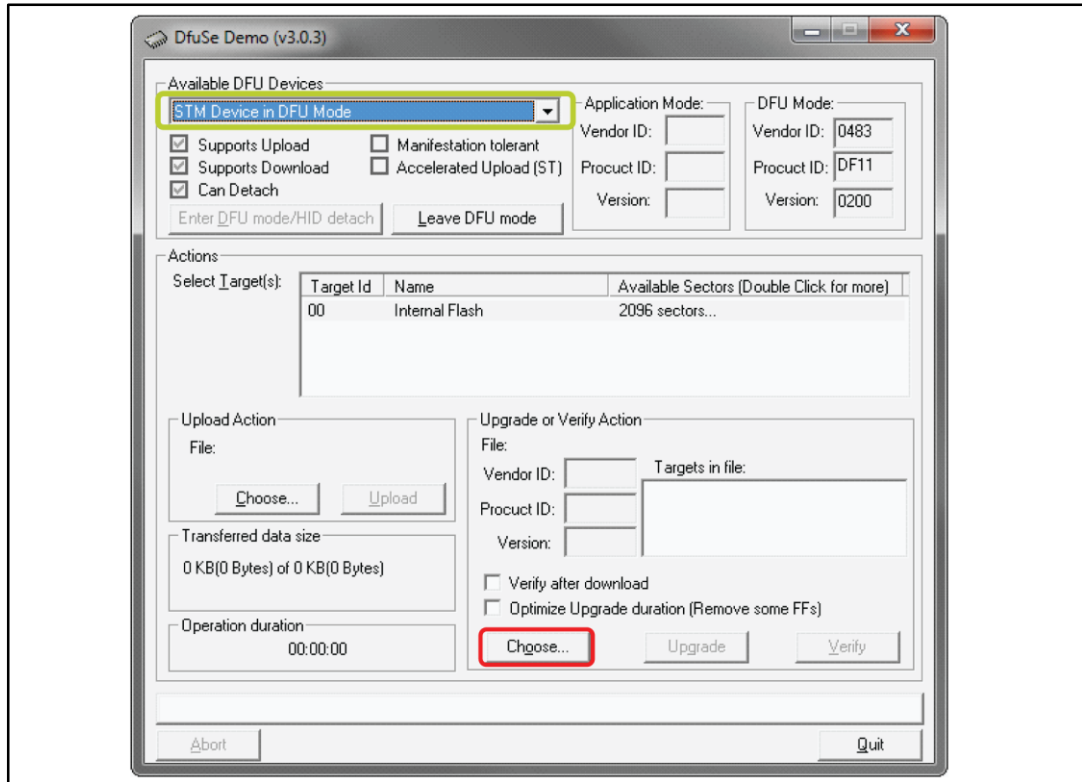 DfuSe Demo (v3.0.3)
Available DFU Devices
STM Device in DFU Mode
Supports Upload
Manifestation tolerant
Supports Download
Accelerated Upload (ST)
Can Detach
Enter DFU mode/HID detach
Leave DFU mode
Application Mode:
Vendor ID:
Procuct ID:
Version:
DFU Mode:
Vendor ID: 0483
Procuct ID: DF11
Version: 0200
Actions
Select Target(s):
Target Id Name Available Sectors (Double Click for more)
00 Internal Flash 2096 sectors...
Upload Action
File:
Choose... Upload
Transferred data size
0 KB(0 Bytes) of 0 KB(0 Bytes)
Operation duration
00:00:00
Upgrade or Verify Action
File:
Vendor ID:
Procuct ID:
Version:
Targets in file:
Verify after download
Optimize Upgrade duration (Remove some FFs)
Choose... Upgrade Verify
Abort Quit